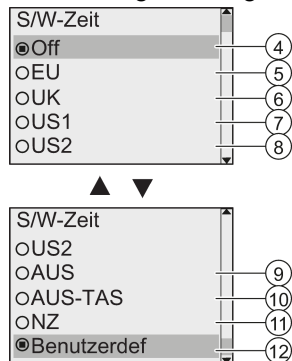 S/W-Zeit
Off 4
EU 5
UK 6
US1 7
US2 8
S/W-Zeit
US2
AUS 9
AUS-TAS 10
NZ 11
Benutzerdef 12